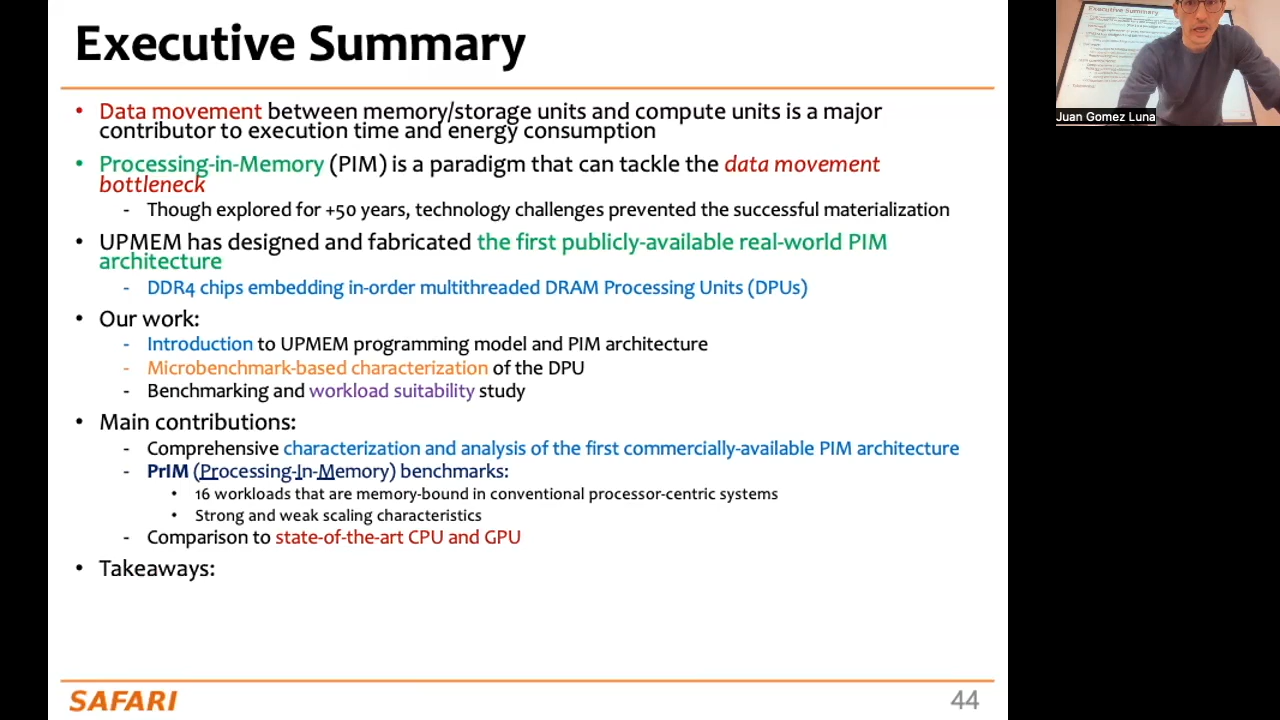 Executive Summary
• Data movement between memory/storage units and compute units is a major
contributor to execution time and energy consumption
• Processing-in-Memory (PIM) is a paradigm that can tackle the data movement
bottleneck
- Though explored for +50 years, technology challenges prevented the successful materialization
• UPMEM has designed and fabricated the first publicly-available real-world PIM
architecture
- DDR4 chips embedding in-order multithreaded DRAM Processing Units (DPUs)
• Our work:
- Introduction to UPMEM programming model and PIM architecture
- Microbenchmark-based characterization of the DPU
- Benchmarking and workload suitability study
• Main contributions:
- Comprehensive characterization and analysis of the first commercially-available PIM architecture
- PrIM (Processing-In-Memory) benchmarks:
• 16 workloads that are memory-bound in conventional processor-centric systems
• Strong and weak scaling characteristics
- Comparison to state-of-the-art CPU and GPU
• Takeaways:
SAFARI
44
Executive Summary
Juan Gomez Luna